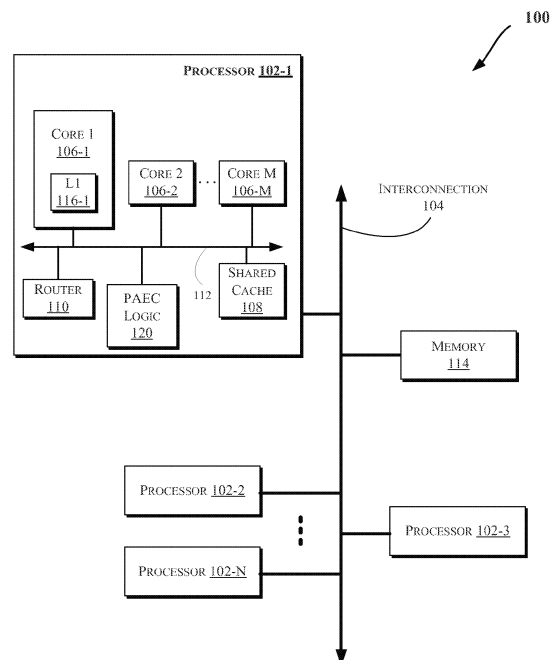 100
PROCESSOR 102-1
CORE 1
106-1
L1
116-1
CORE 2
106-2
...
CORE M
106-M
ROUTER
110
PAEC
LOGIC
120
112
SHARED
CACHE
108
INTERCONNECTION
104
MEMORY
114
PROCESSOR 102-2
PROCESSOR 102-3
PROCESSOR 102-N